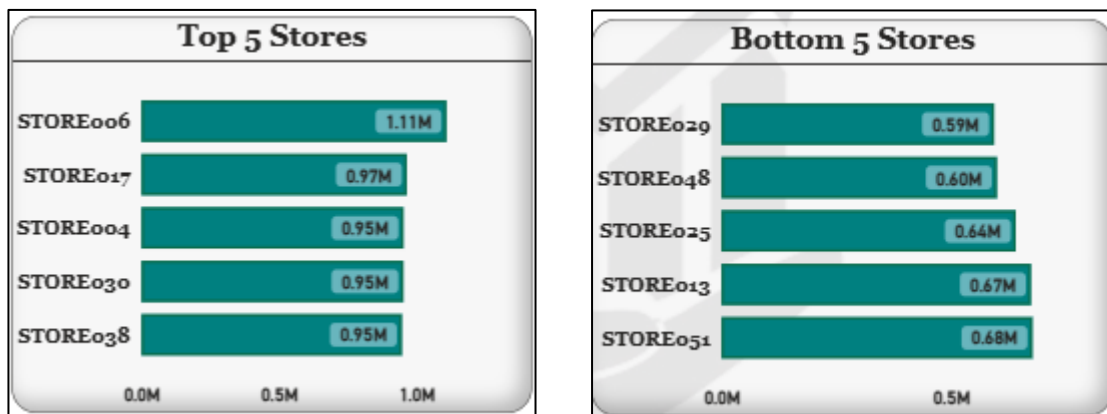 Top 5 Stores
STORE006 1.11M
STORE017 0.97M
STORE004 0.95M
STORE030 0.95M
STORE038 0.95M
0.0M 0.5M 1.0M
Bottom 5 Stores
STORE029 0.59M
STORE048 0.60M
STORE025 0.64M
STORE013 0.67M
STORE051 0.68M
0.0M 0.5M